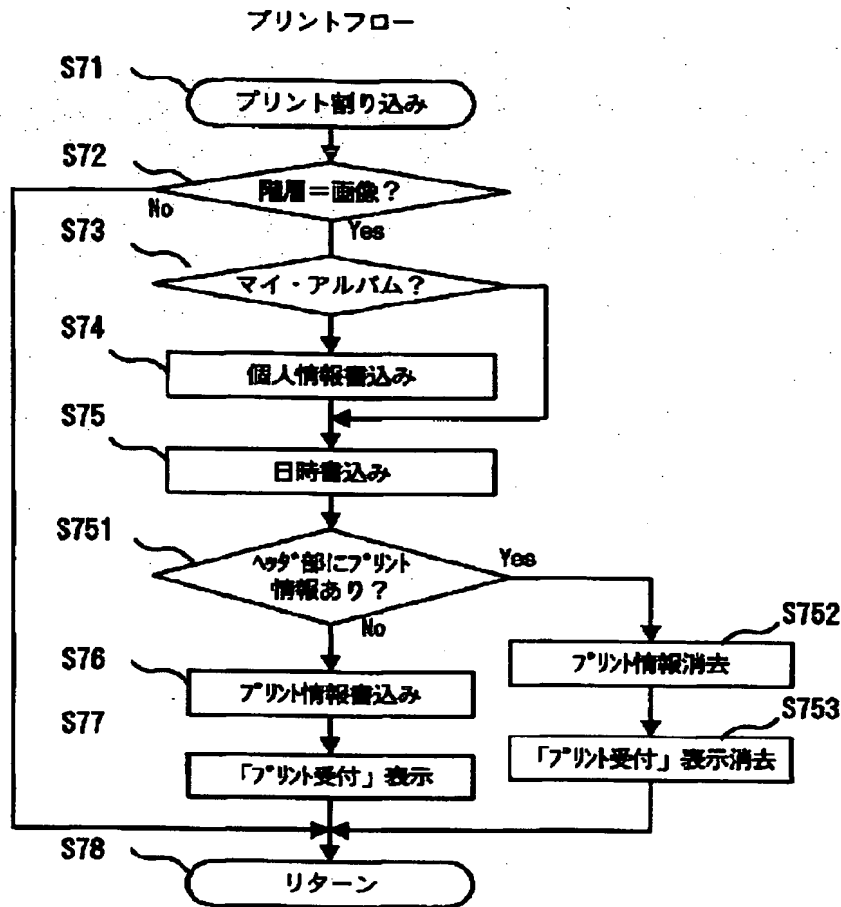 プリントフロー
S71
プリント割り込み
S72
階層=画像?
No
Yes
S73
マイ・アルバム?
S74
個人情報書込み
S75
日時書込み
S751
ヘッダ部にプリント
情報あり?
Yes
No
S752
プリント情報消去
S76
プリント情報書込み
S753
「プリント受付」表示消去
S77
「プリント受付」表示
S78
リターン